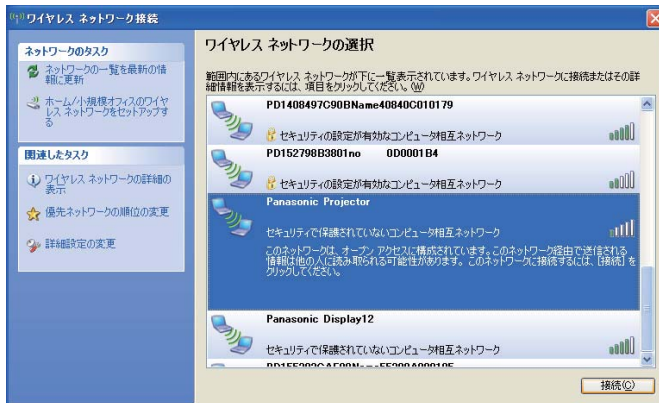 ワイヤレス ネットワーク接続
ネットワークのタスク
ネットワークの一覧を最新の情
報に更新
ホーム/小規模オフィスのワイヤ
レス ネットワークをセットアップす
る
関連したタスク
ワイヤレス ネットワークの詳細の
表示
優先ネットワークの順位の変更
詳細設定の変更
ワイヤレス ネットワークの選択
範囲内にあるワイヤレス ネットワークが下に一覧表示されています。ワイヤレス ネットワークに接続またはその詳
細情報を表示するには、項目をクリックしてください。(W)
PD1408497C90BName40840C010179
セキュリティの設定が有効なコンピュータ相互ネットワーク
PD152798B3801no 0D0001B4
セキュリティの設定が有効なコンピュータ相互ネットワーク
Panasonic Projector
セキュリティで保護されていないコンピュータ相互ネットワーク
このネットワークは、オープン アクセスに構成されています。このネットワーク経由で送信される
情報は他の人に読み取られる可能性があります。このネットワークに接続するには、[接続] を
クリックしてください。
Panasonic Display12
セキュリティで保護されていないコンピュータ相互ネットワーク
接続(C)